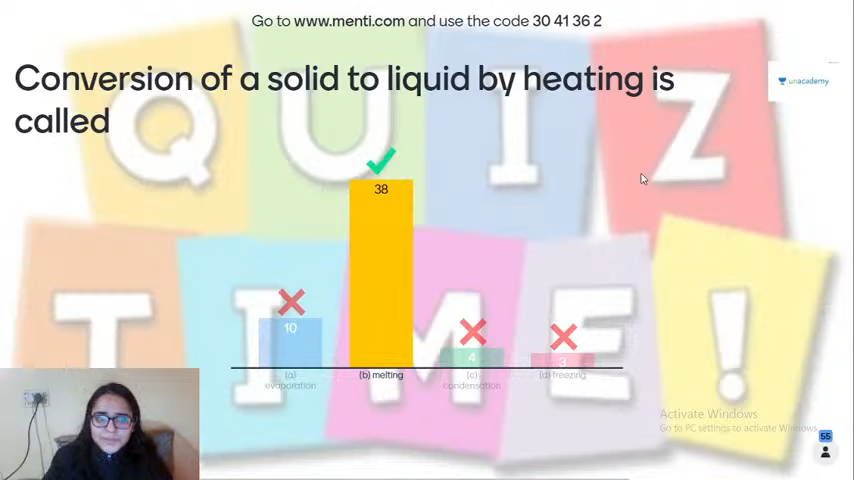 Go to www.menti.com and use the code 30 41 36 2
Conversion of a solid to liquid by heating is
called
unacademy
QUIZ
TIME!
38
10
4
3
(a)
evaporation
(b) melting
(c)
condensation
(d) freezing
Activate Windows
Go to PC settings to activate Windows.
55